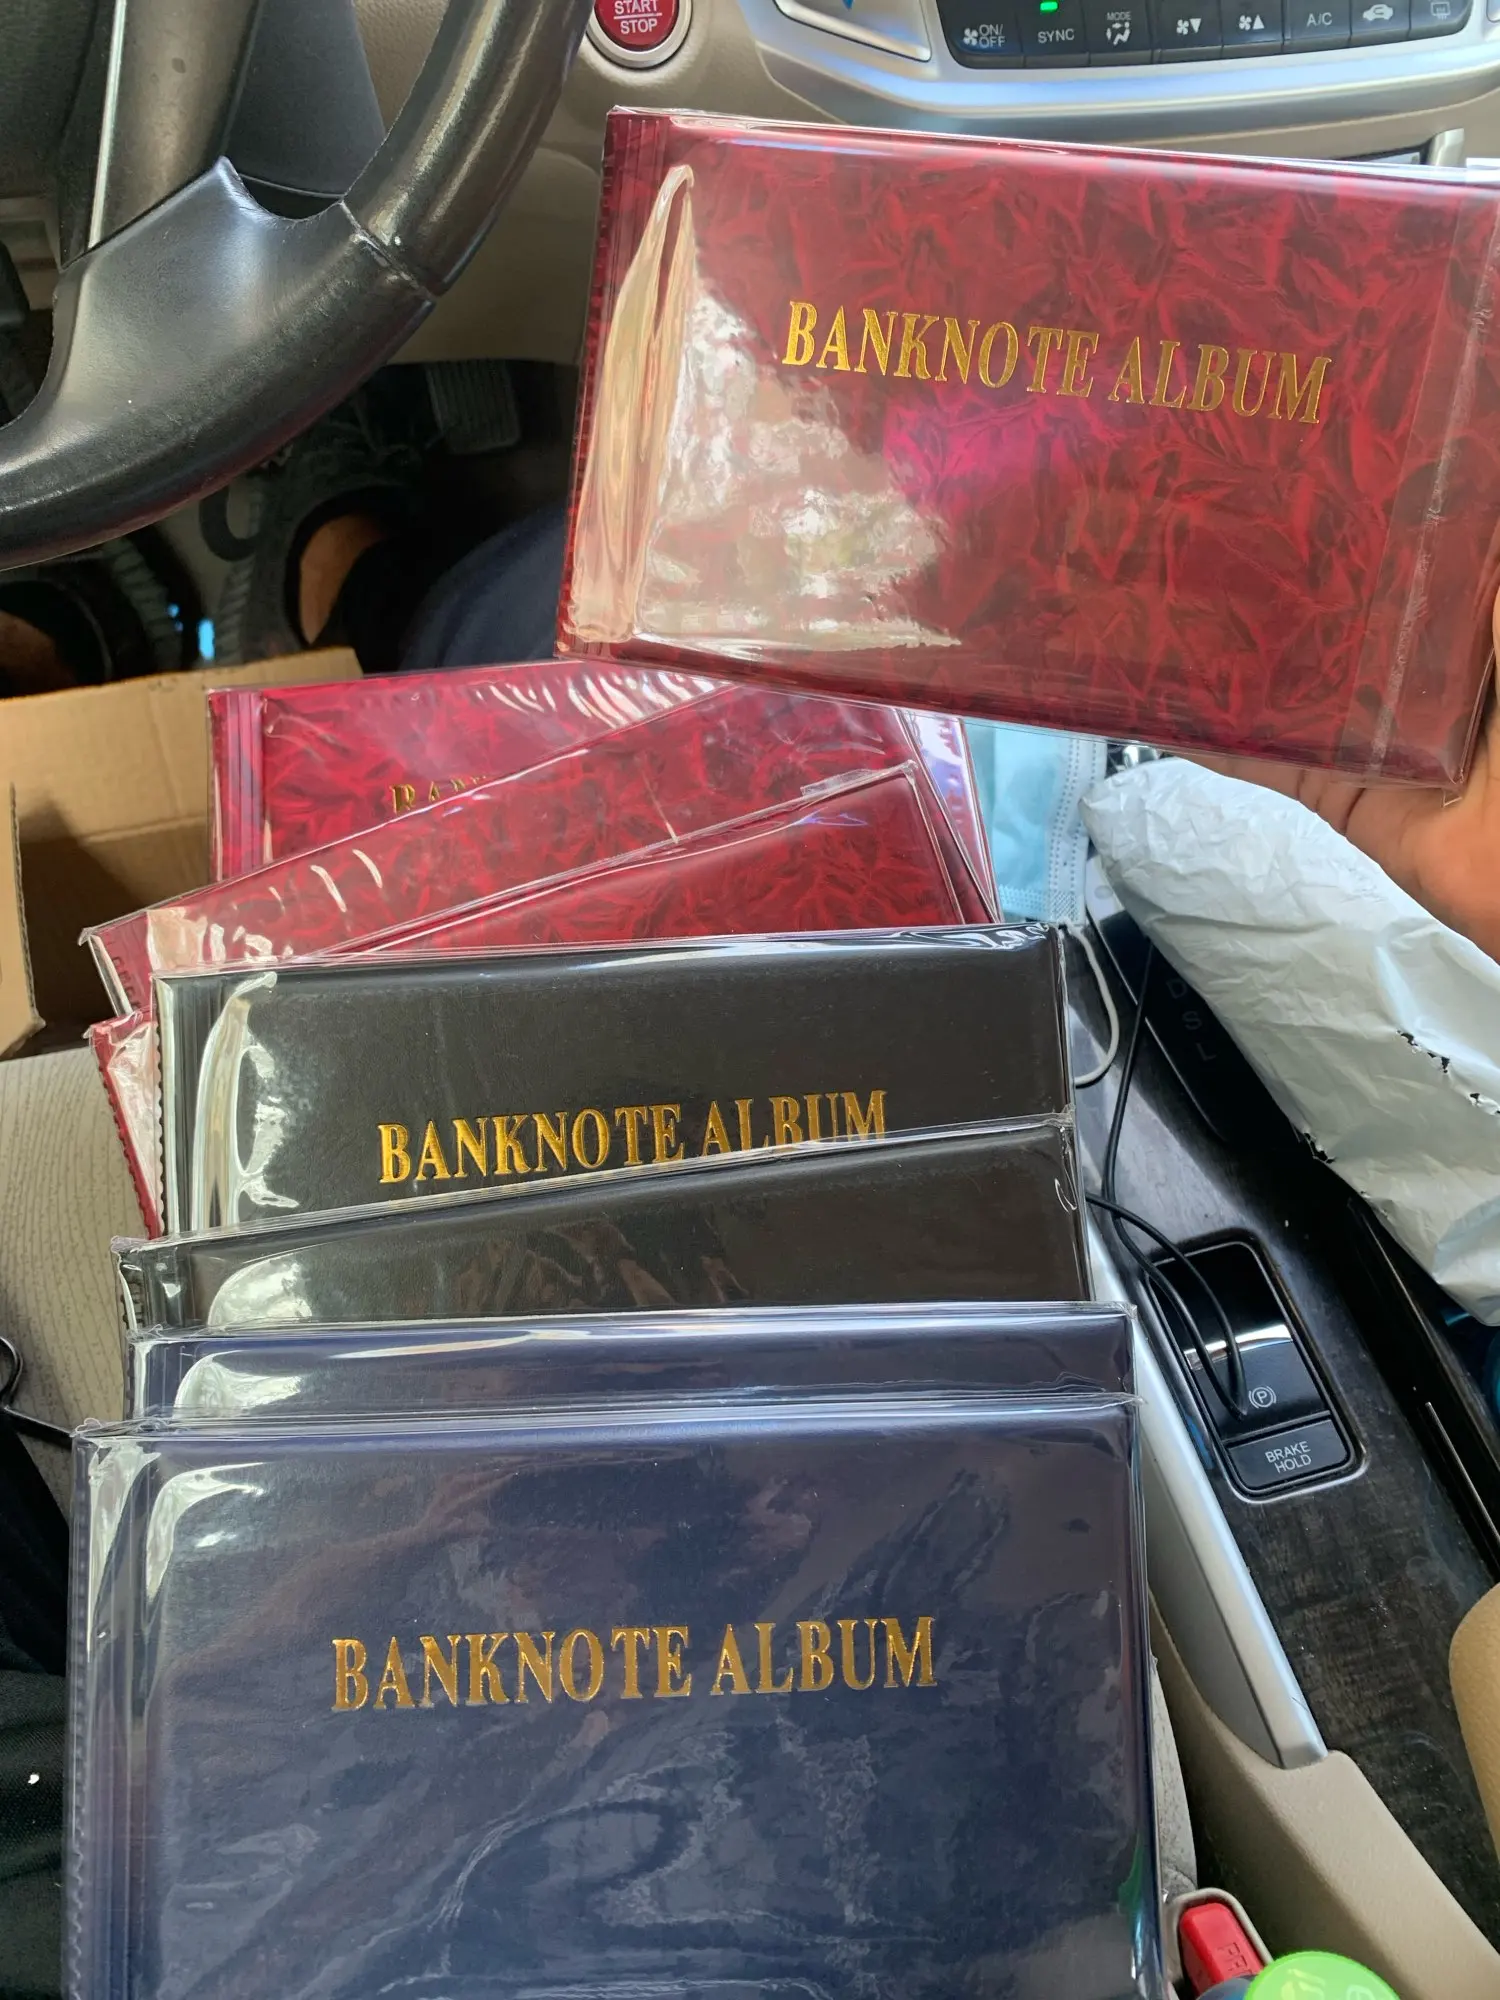 START
STOP
ON/
OFF
SYNC
MODE
A/C
BANKNOTE ALBUM
BANKNOTE ALBUM
D
S
L
BRAKE
HOLD
BANKNOTE ALBUM